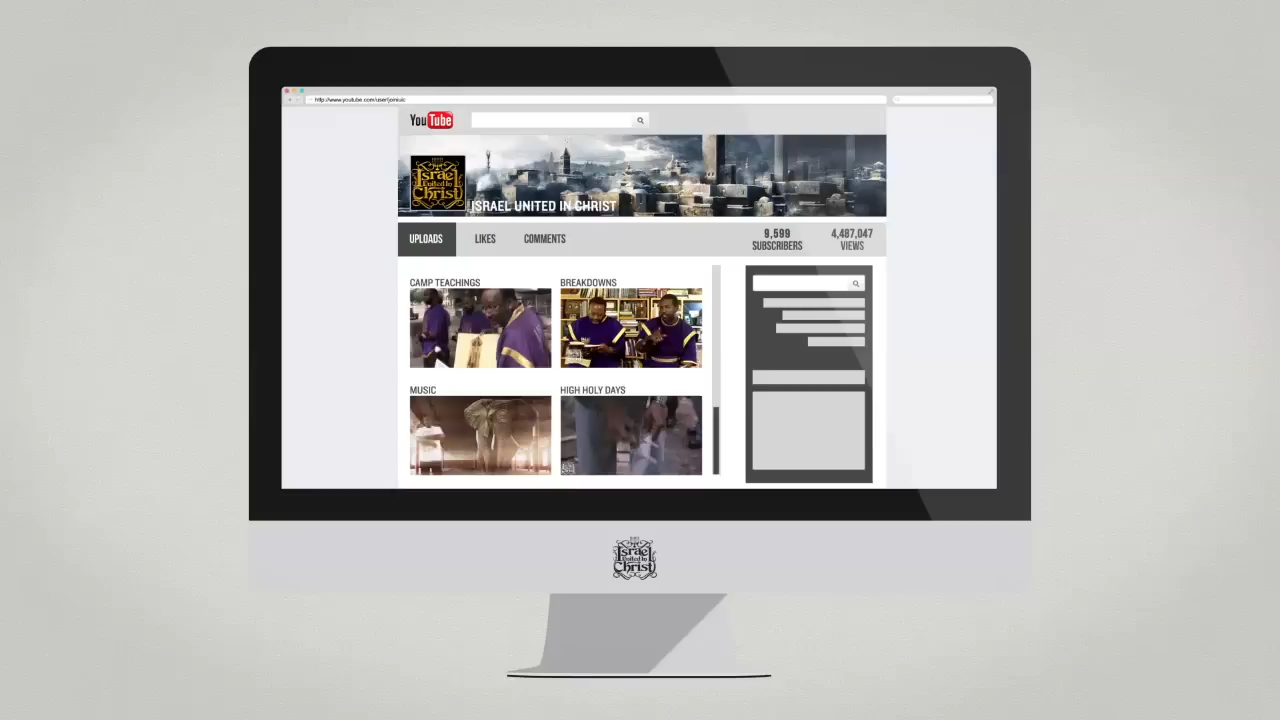 http://www.youtube.com/user/joiniuic
YouTube
Israel
United In
Christ
ISRAEL UNITED IN CHRIST
UPLOADS
LIKES
COMMENTS
9,599
SUBSCRIBERS
4,487,047
VIEWS
CAMP TEACHINGS
BREAKDOWNS
MUSIC
HIGH HOLY DAYS
Israel
United In
Christ